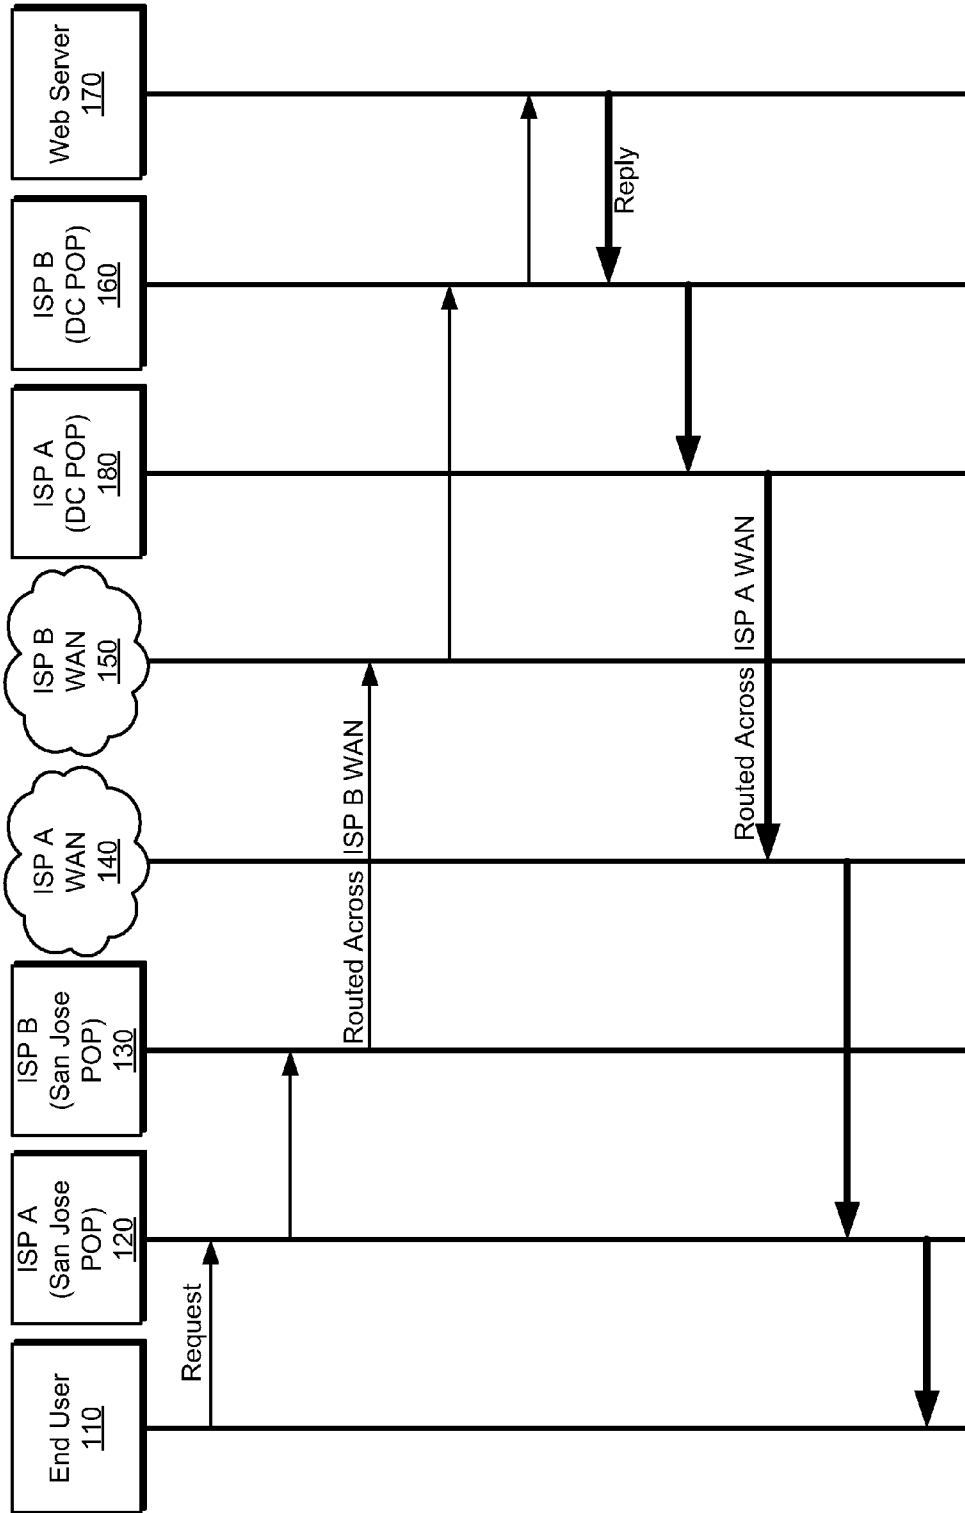 End User
110
ISP A
(San Jose
POP)
120
ISP B
(San Jose
POP)
130
ISP A
WAN
140
ISP B
WAN
150
ISP A
(DC POP)
180
ISP B
(DC POP)
160
Web Server
170
Request
Routed Across ISP B WAN
Reply
Routed Across ISP A WAN